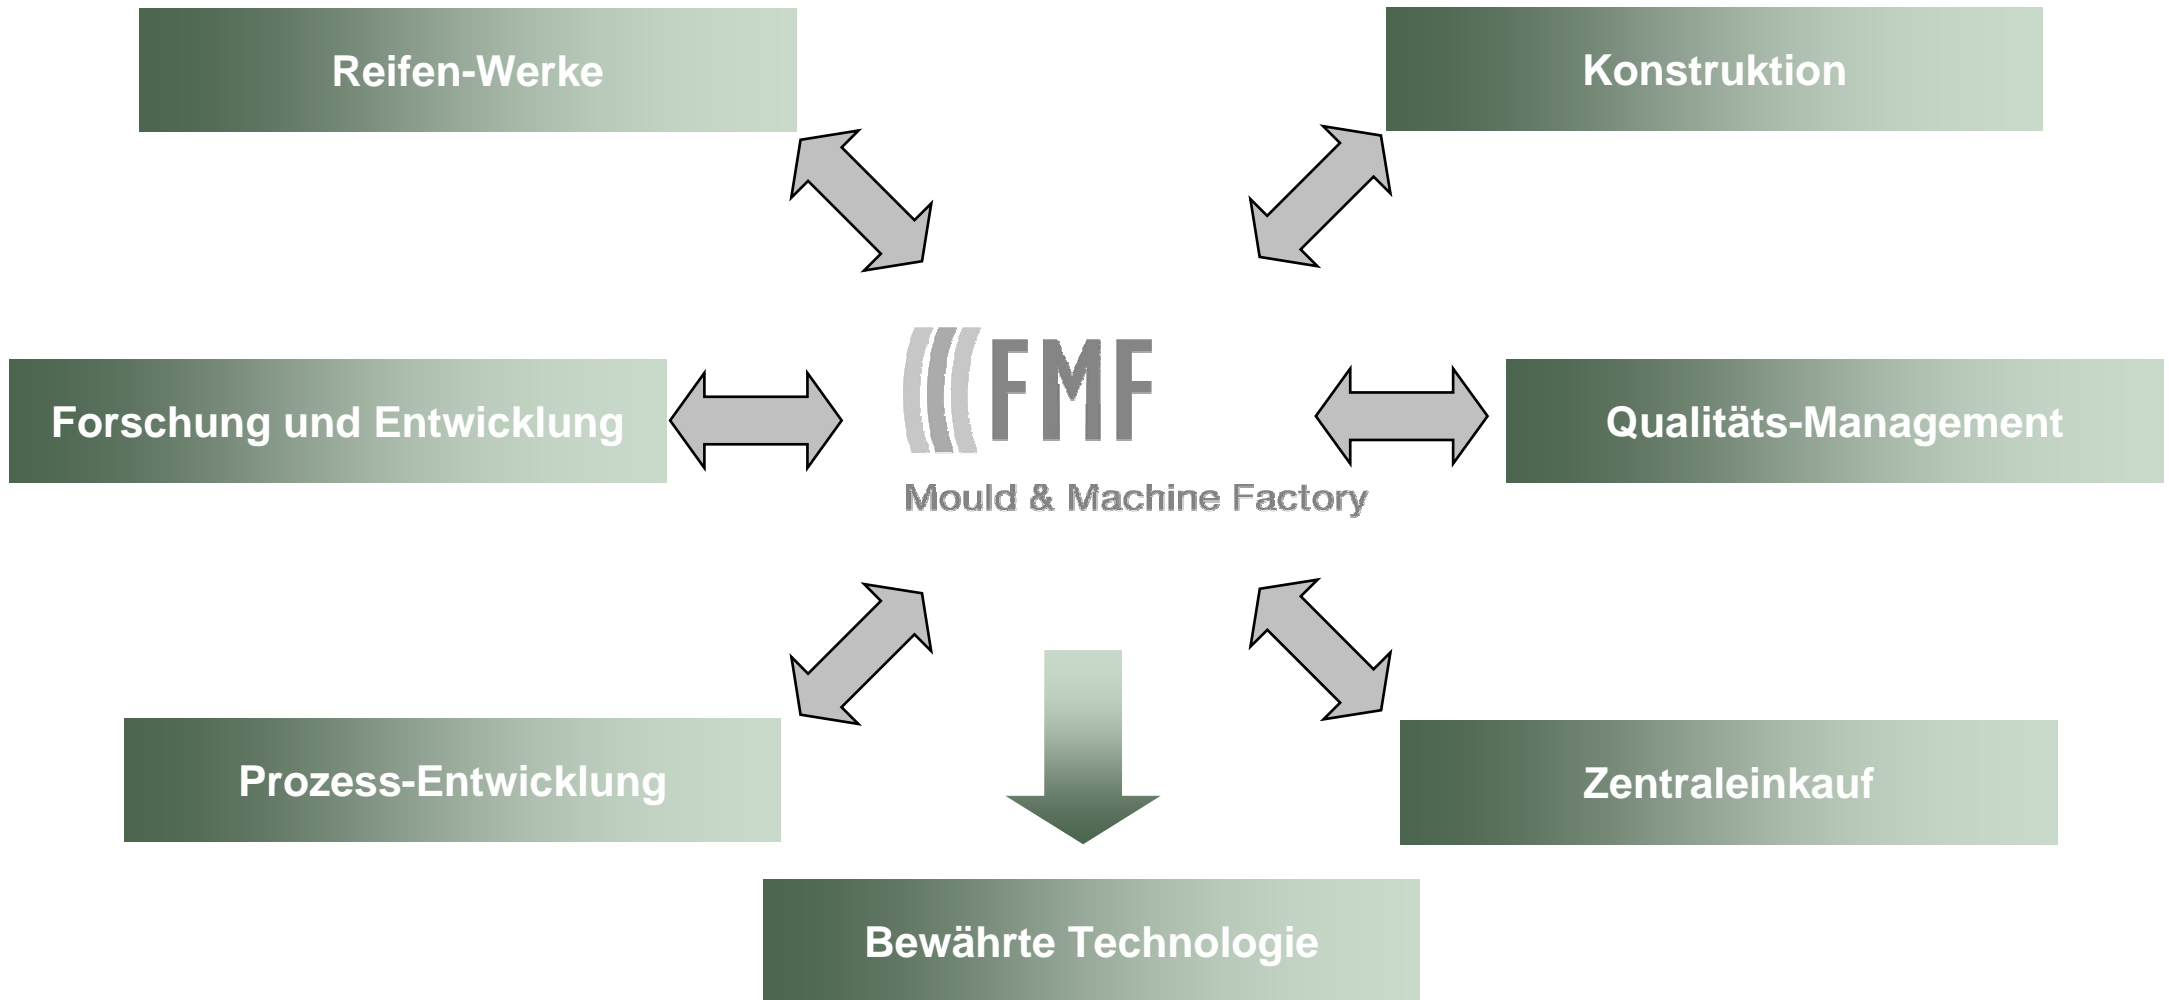 Reifen-Werke
Konstruktion
FMF
Forschung und Entwicklung
Qualitäts-Management
Mould & Machine Factory
Prozess-Entwicklung
Zentraleinkauf
Bewährte Technologie